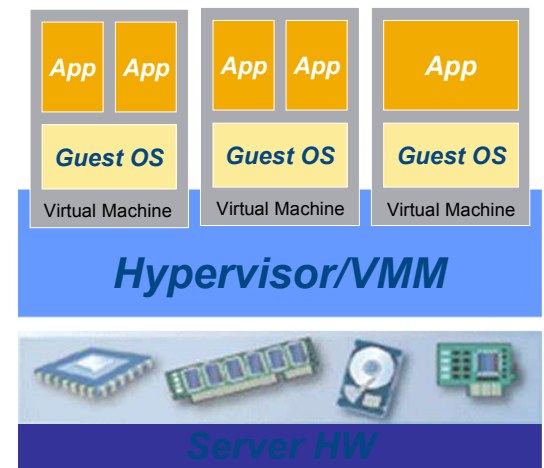 App App
App App
App
Guest OS
Guest OS
Guest OS
Virtual Machine
Virtual Machine
Virtual Machine
Hypervisor/VMM
Server HW